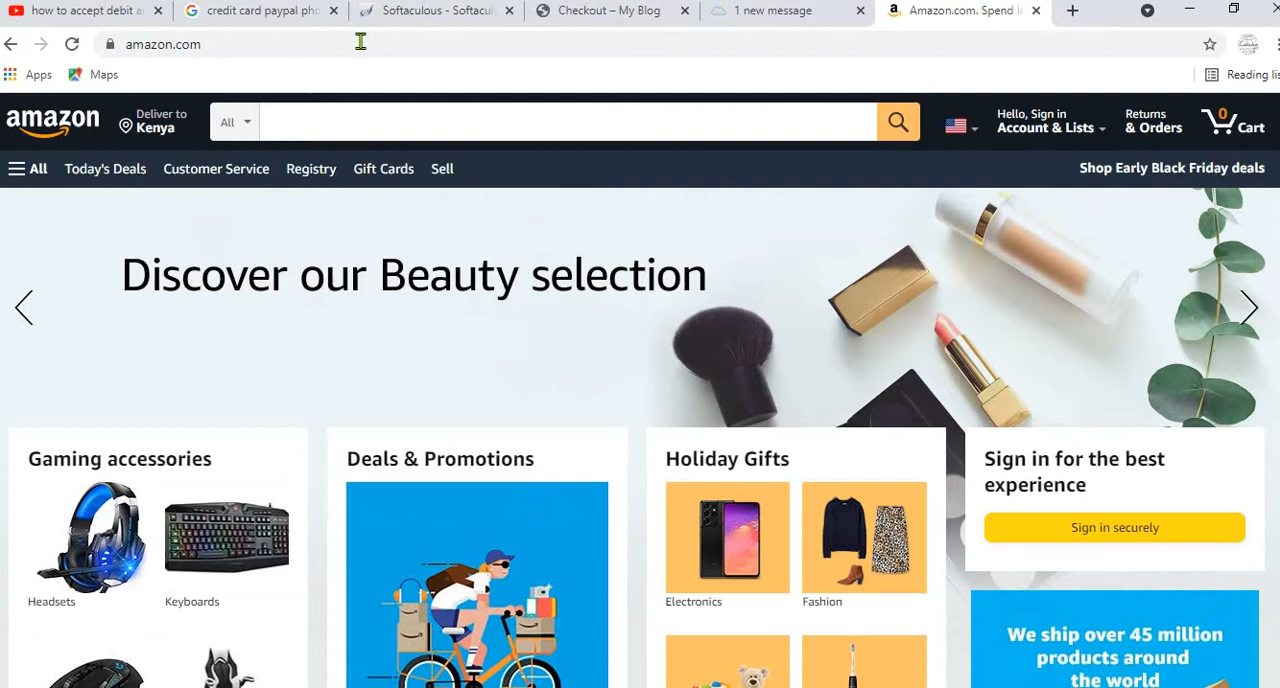 how to accept debit a
credit card paypal pho
Softaculous - Softacul
Checkout – My Blog
1 new message
Amazon.com. Spend l
amazon.com
Apps
Maps
Reading lis
amazon
Deliver to
Kenya
All
Hello, Sign in
Account & Lists
Returns
& Orders
0
Cart
All
Today's Deals
Customer Service
Registry
Gift Cards
Sell
Shop Early Black Friday deals
Discover our Beauty selection
Gaming accessories
Headsets
Keyboards
Deals & Promotions
Holiday Gifts
Electronics
Fashion
Sign in for the best
experience
Sign in securely
We ship over 45 million
products around
the world